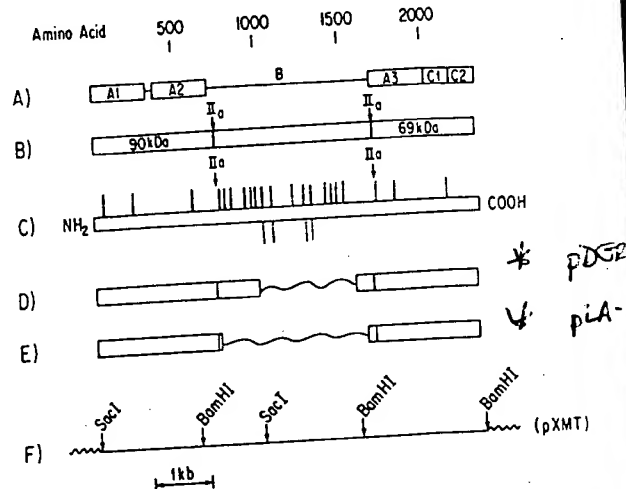 Amino Acid 500 1000 1500 2000
A) A1 A2 B A3 C1 C2
IIa IIa
B) 90kDa 69kDa
IIa IIa
C) NH2 COOH
D)
E)
SacI BamHI SacI BamHI BamHI
F) (pXMT)
1kb